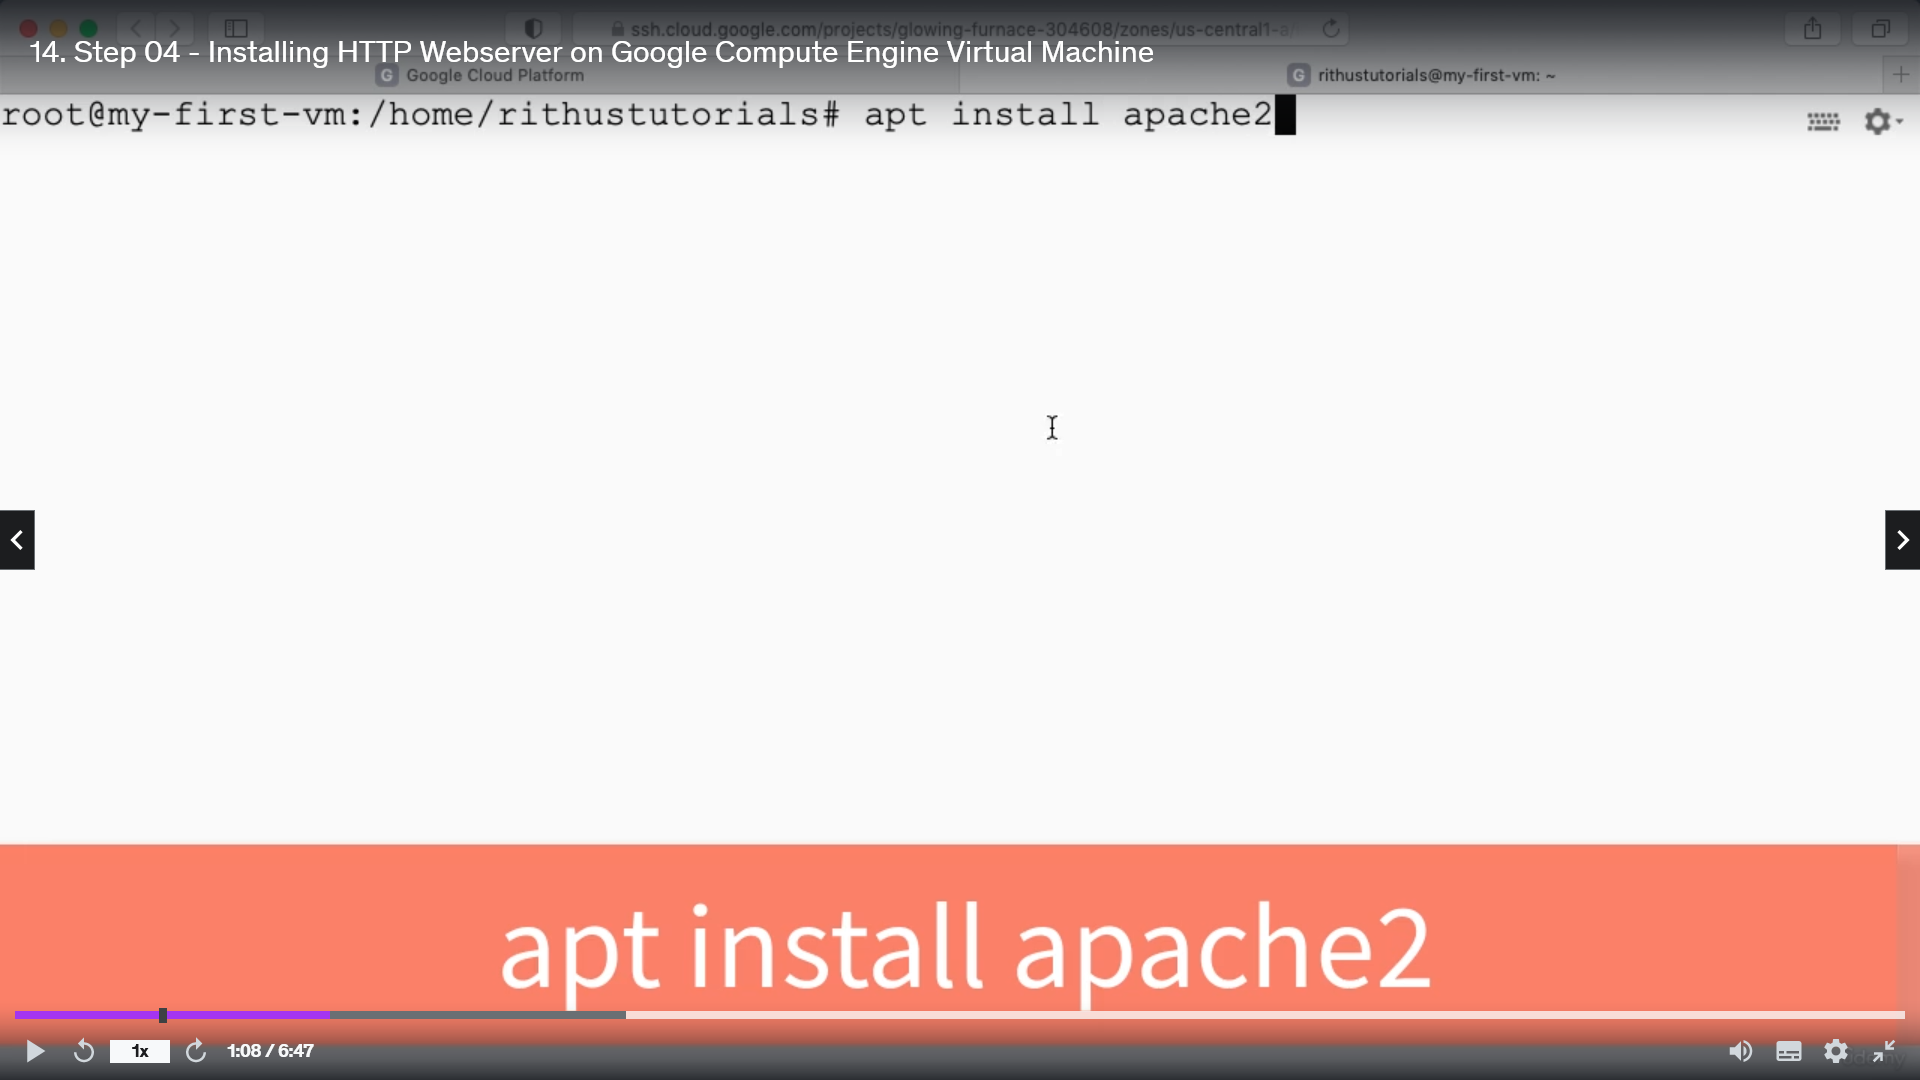 ssh.cloud.google.com/projects/glowing-furnace-304608/zones/us-central1-a/
14. Step 04 - Installing HTTP Webserver on Google Compute Engine Virtual Machine
G Google Cloud Platform
G rithustutorials@my-first-vm: ~
root@my-first-vm:/home/rithustutorials# apt install apache2
apt install apache2
1x
1:08 / 6:47